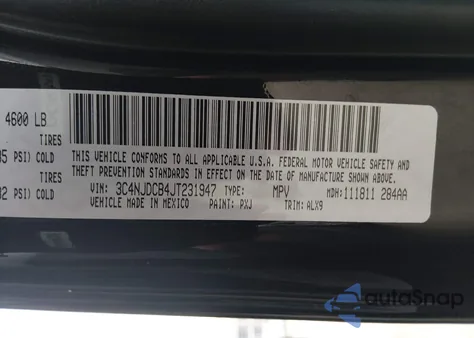 4600 LB
TIRES
PSI) COLD
TIRES
PSI) COLD
THIS VEHICLE CONFORMS TO ALL APPLICABLE U.S.A. FEDERAL MOTOR VEHICLE SAFETY AND
THEFT PREVENTION STANDARDS IN EFFECT ON THE DATE OF MANUFACTURE SHOWN ABOVE.
VIN: 3C4NJDCB4JT231947 TYPE: MPV MDH: 111811 284AA
VEHICLE MADE IN MEXICO PAINT: PXJ TRIM: ALX9
autoSnap